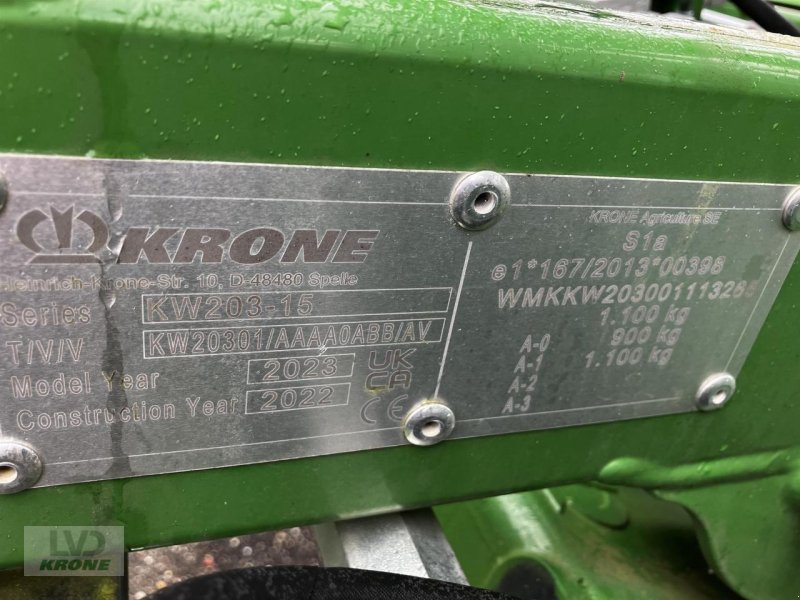 KRONE
Heinrich-Krone-Str. 10, D-48480 Spelle
Series KW203-15
T/V/V KW20301/AAAA0ABB/AV
Model Year 2023
Construction Year 2022
UK
CA
CE
KRONE Agriculture SE
S1a
e1*167/2013*00398
1.100 kg
A-0 900 kg
A-1 1.100 kg
A-2
A-3
LVD
KRONE